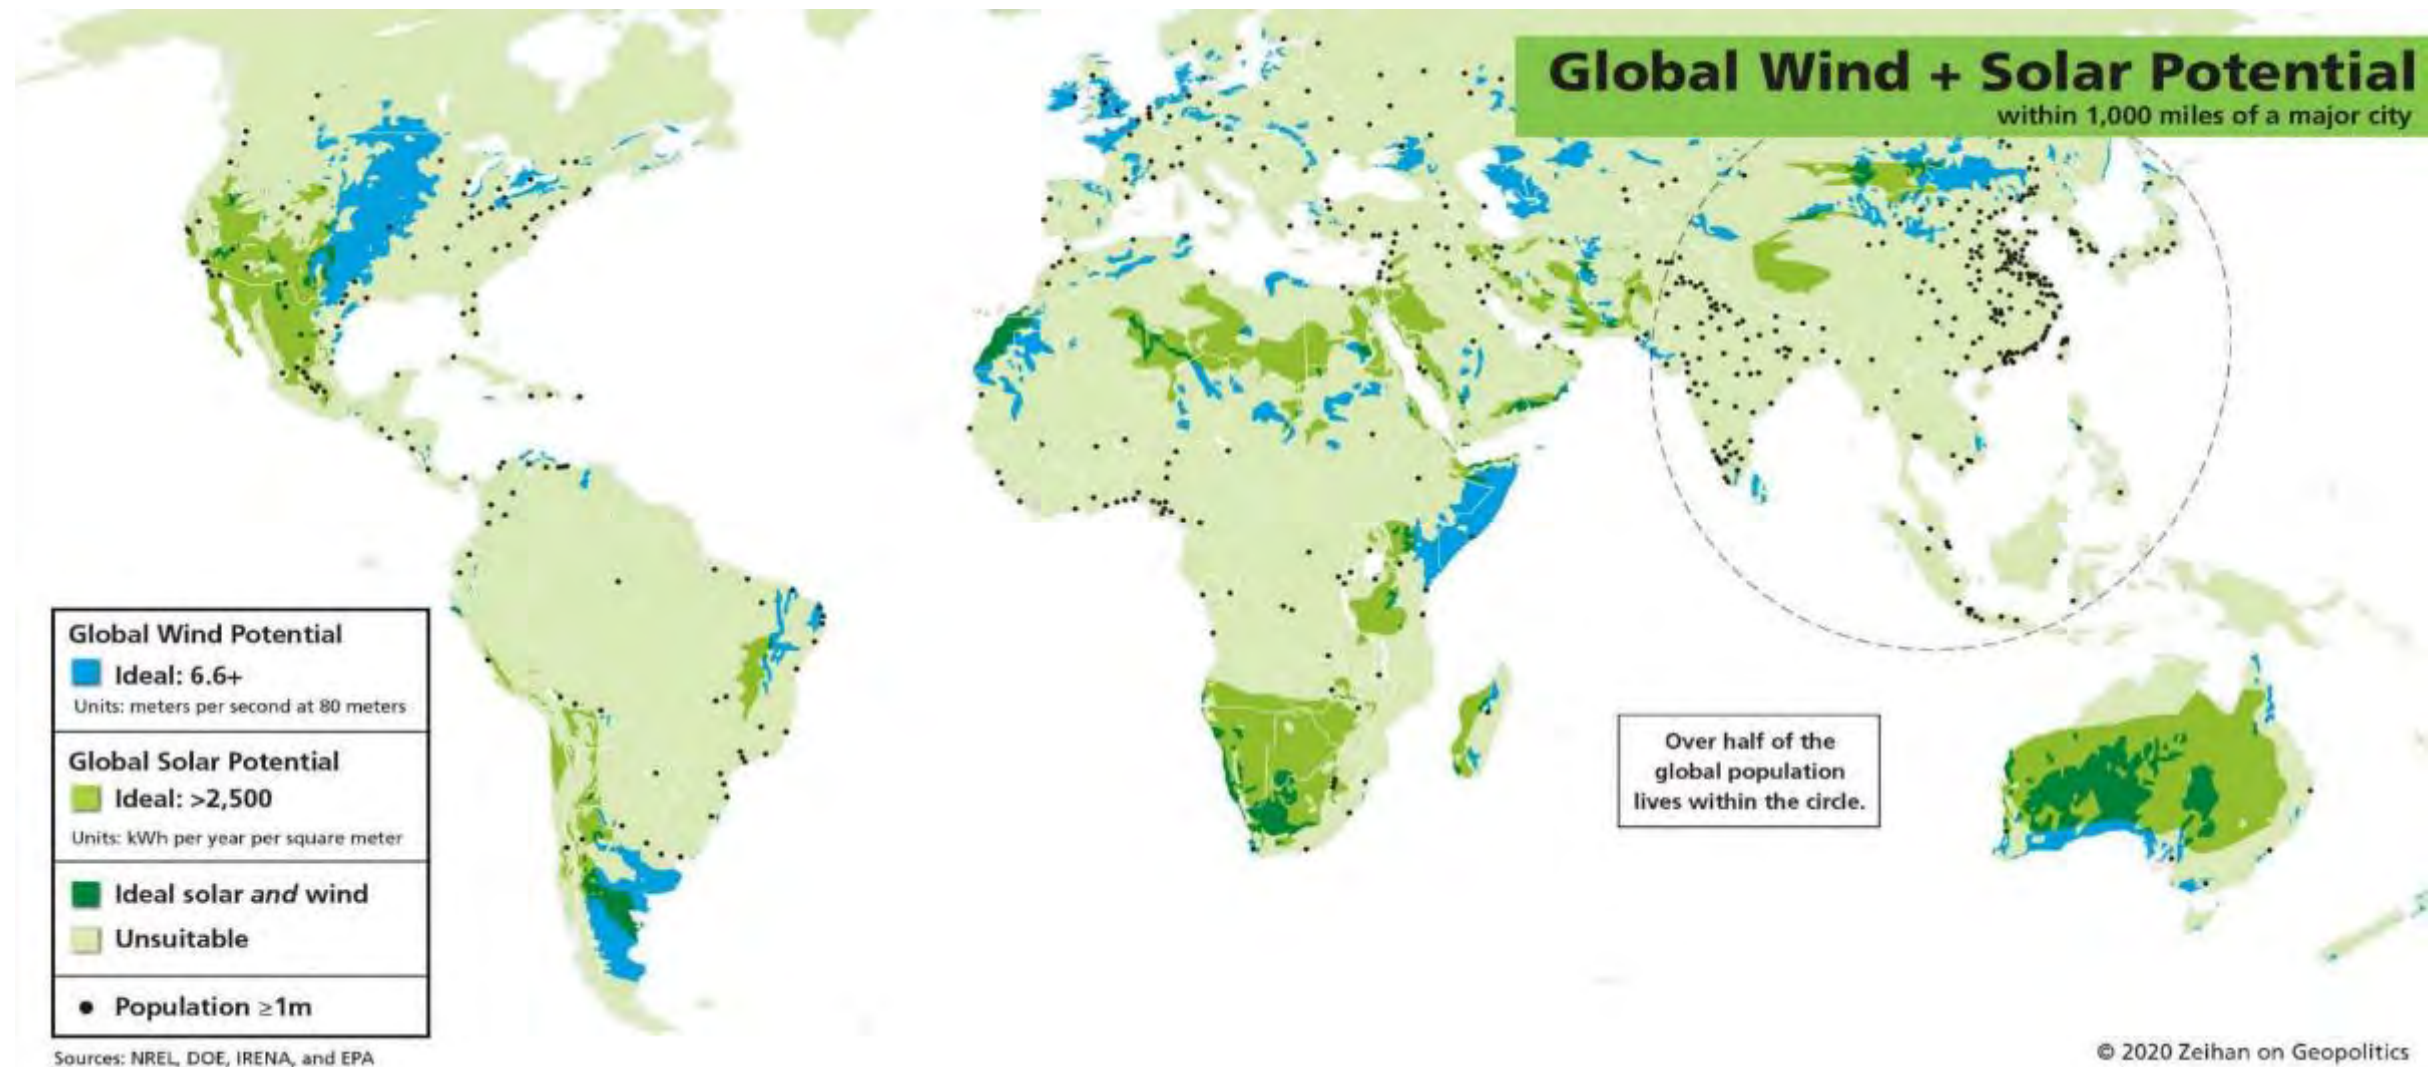 Global Wind + Solar Potential
within 1,000 miles of a major city
Global Wind Potential
Ideal: 6.6+
Units: meters per second at 80 meters
Global Solar Potential
Ideal: >2,500
Units: kWh per year per square meter
Ideal solar and wind
Unsuitable
Population ≥1m
Sources: NREL, DOE, IRENA, and EPA
Over half of the
global population
lives within the circle.
© 2020 Zeihan on Geopolitics